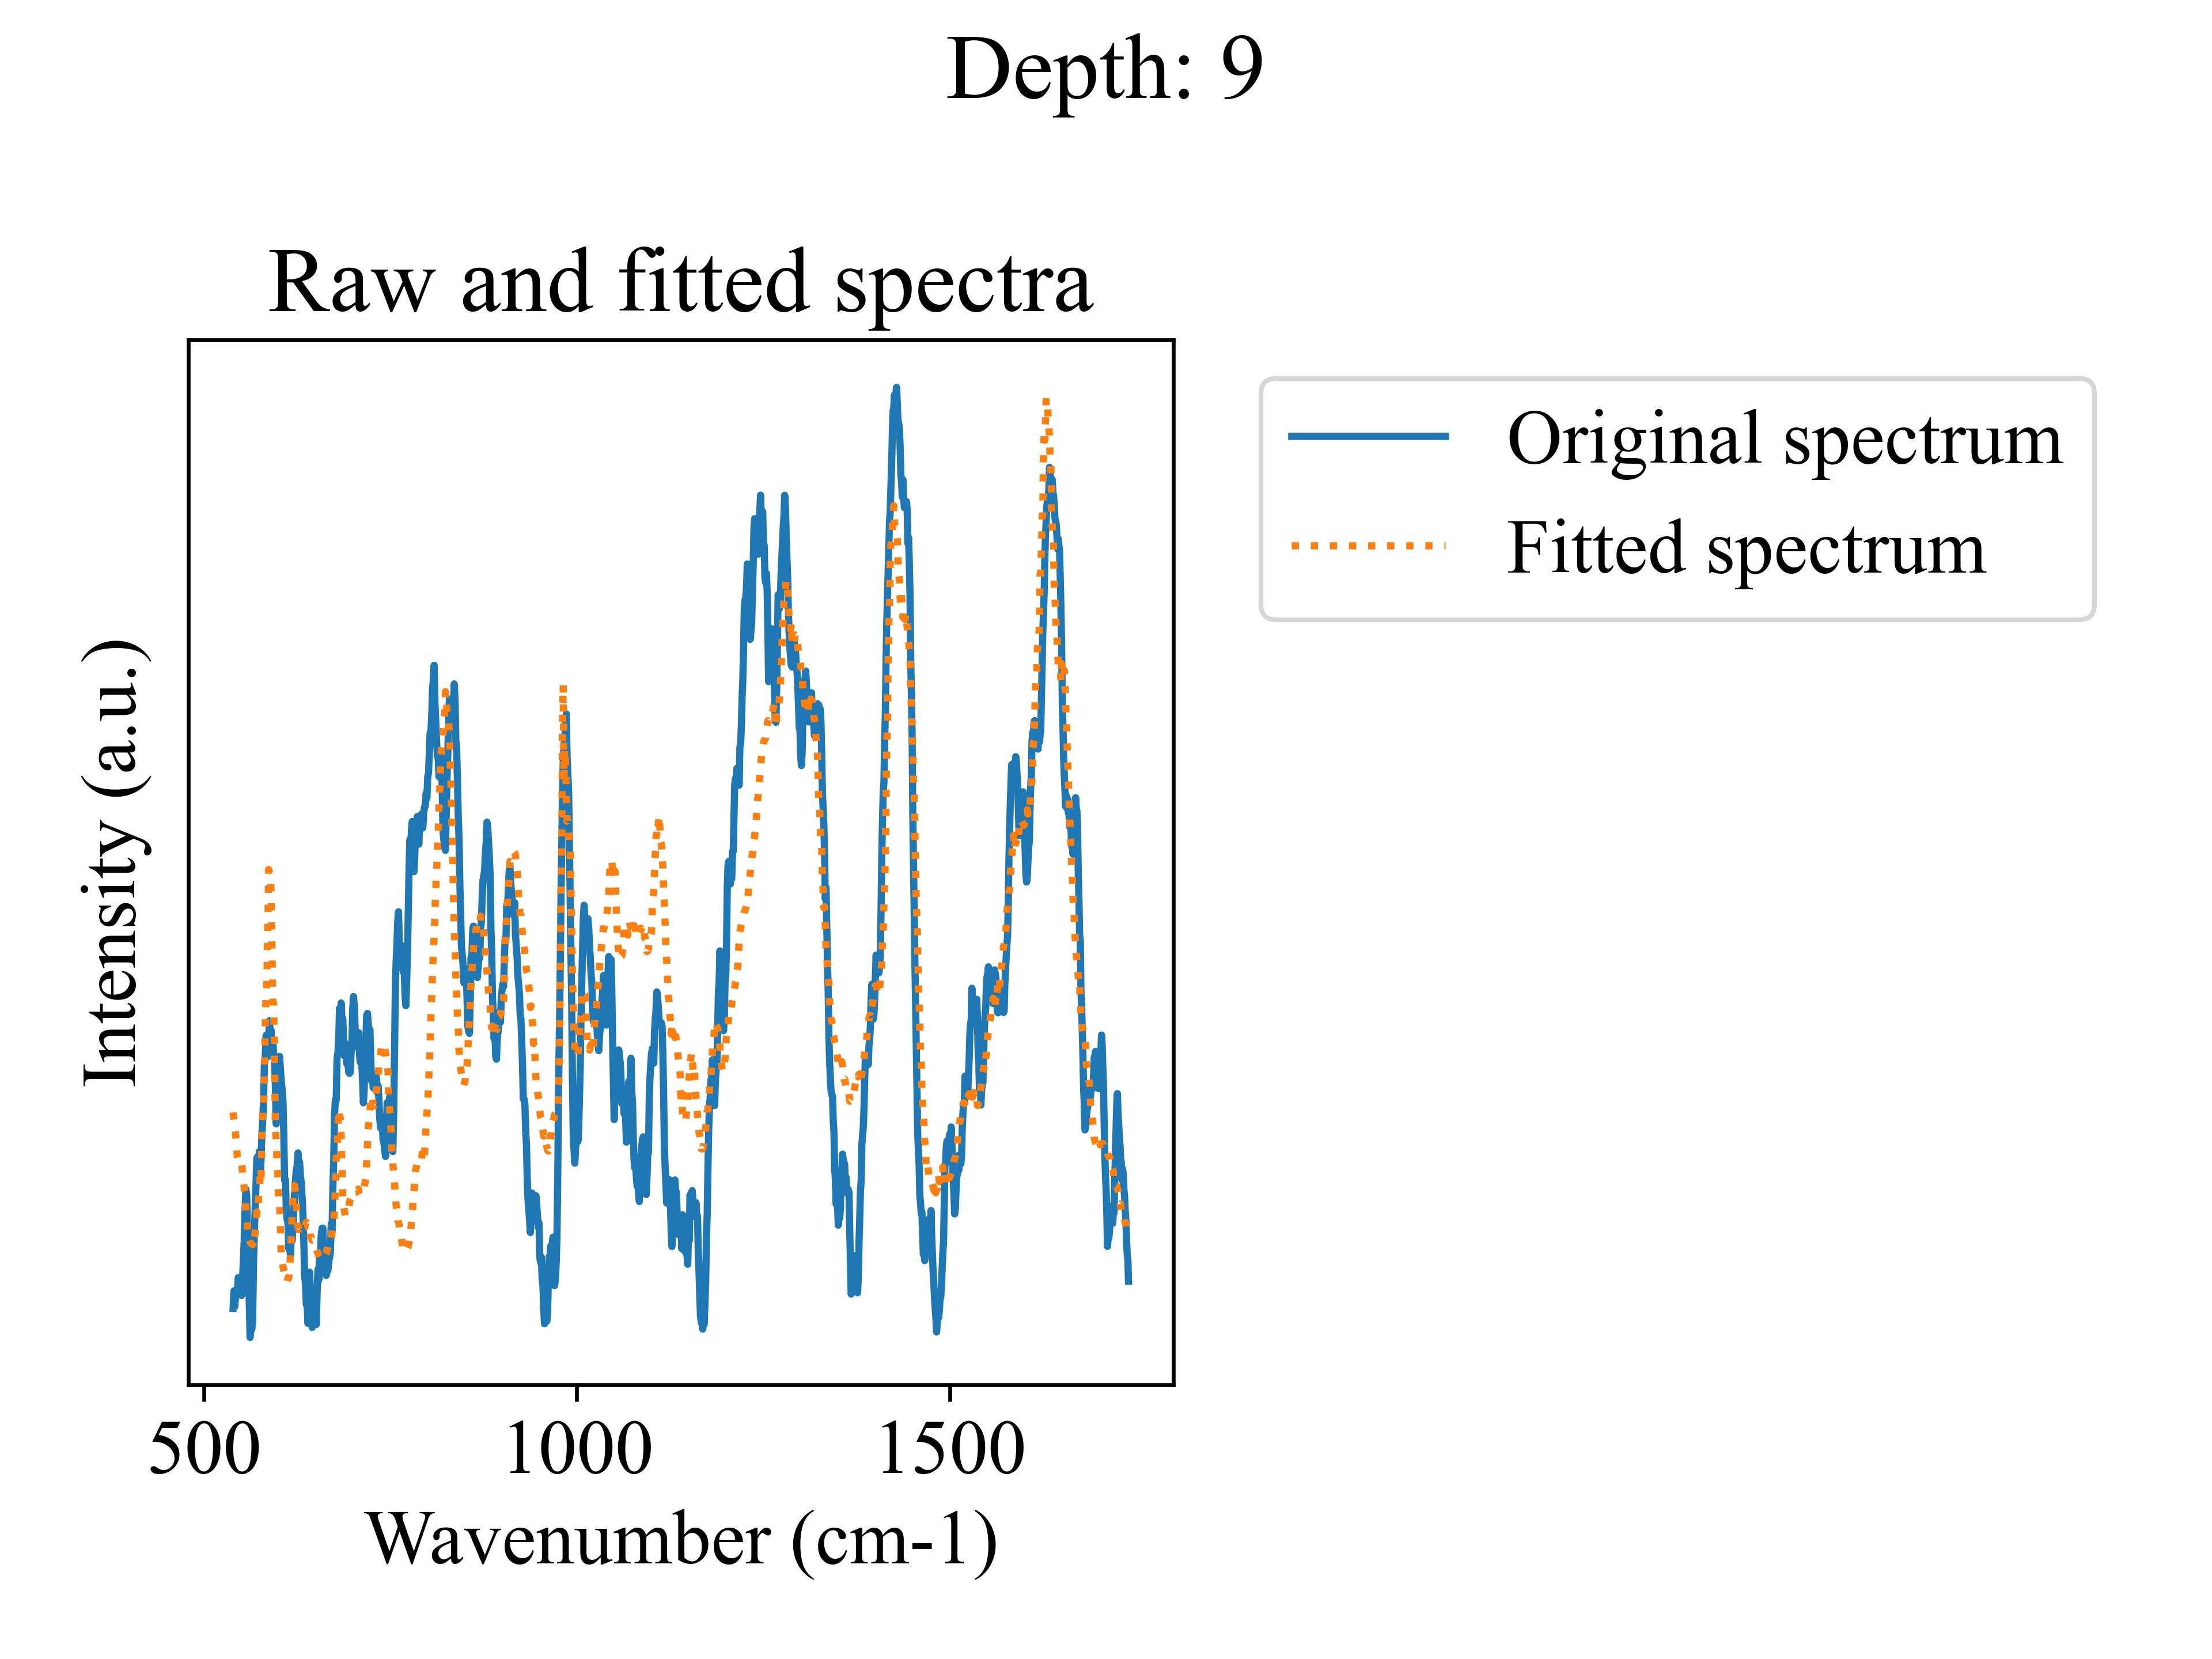 Depth: 9
Raw and fitted spectra
Original spectrum
Fitted spectrum
Intensity (a.u.)
500 1000 1500
Wavenumber (cm-1)